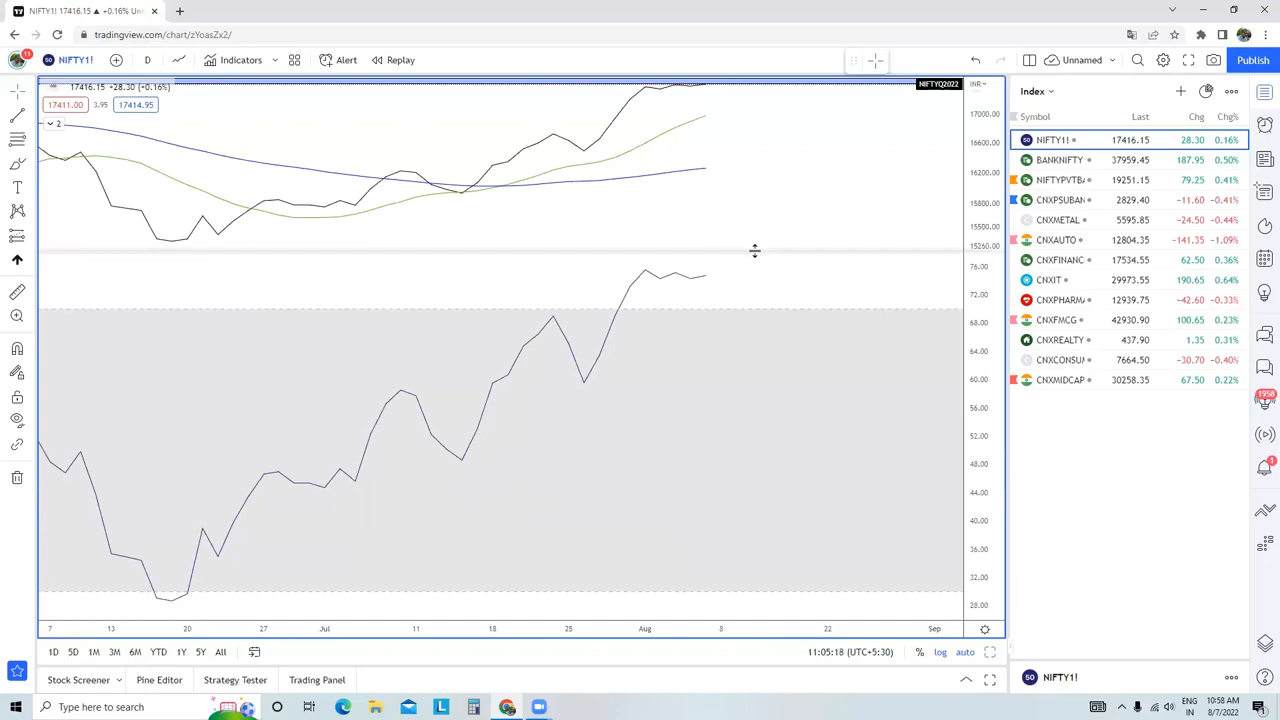 NIFTY1! 17416.15 ▲ +0.16% Unn
tradingview.com/chart/zYoasZx2/
11
50 NIFTY1! D Indicators Alert Replay Unnamed Publish
17416.15 +28.30 (+0.16%)
17411.00 3.95 17414.95
2
NIFTYQ2022 INR
17000.00
16600.00
16200.00
15800.00
15500.00
15260.00
76.00
72.00
68.00
64.00
60.00
56.00
52.00
48.00
44.00
40.00
36.00
32.00
28.00
7 13 20 27 Jul 11 18 25 Aug 8 22 Sep
1D 5D 1M 3M 6M YTD 1Y 5Y All
11:05:18 (UTC+5:30) % log auto
Stock Screener Pine Editor Strategy Tester Trading Panel
Index
Symbol Last Chg Chg%
50 NIFTY1! 17416.15 28.30 0.16%
BANKNIFTY 37959.45 187.95 0.50%
NIFTYPVTBA 19251.15 79.25 0.41%
CNXPSUBAN 2829.40 −11.60 −0.41%
CNXMETAL 5595.85 −24.50 −0.44%
CNXAUTO 12804.35 −141.35 −1.09%
CNXFINANC 17534.55 62.50 0.36%
CNXIT 29973.55 190.65 0.64%
CNXPHARMA 12939.75 −42.60 −0.33%
CNXFMCG 42930.90 100.65 0.23%
CNXREALTY 437.90 1.35 0.31%
CNXCONSUM 7664.50 −30.70 −0.40%
CNXMIDCAP 30258.35 67.50 0.22%
1958
1
50 NIFTY1!
Type here to search
L
ENG
IN
10:58 AM
8/7/2022
1